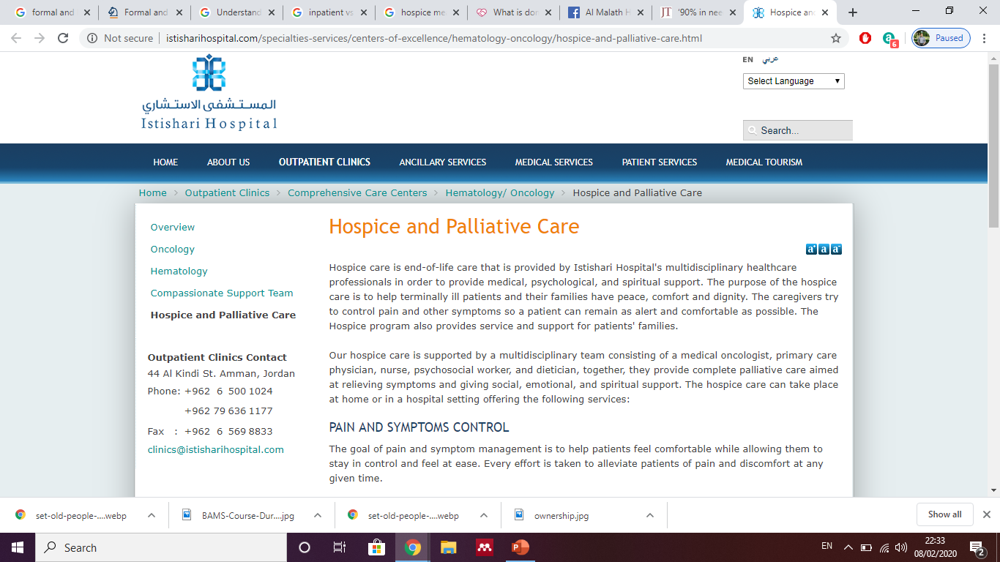 formal and
Formal and
Understand
inpatient vs
hospice me
What is don
Al Malath H
'90% in nee
Hospice and
Not secure
istisharihospital.com/specialties-services/centers-of-excellence/hematology-oncology/hospice-and-palliative-care.html
6
Paused
المستشفى الاستشاري
Istishari Hospital
EN عربي
Select Language
Search...
HOME
ABOUT US
OUTPATIENT CLINICS
ANCILLARY SERVICES
MEDICAL SERVICES
PATIENT SERVICES
MEDICAL TOURISM
Home > Outpatient Clinics > Comprehensive Care Centers > Hematology/ Oncology > Hospice and Palliative Care
Overview
Oncology
Hematology
Compassionate Support Team
Hospice and Palliative Care
Outpatient Clinics Contact
44 Al Kindi St. Amman, Jordan
Phone: +962 6 500 1024
+962 79 636 1177
Fax : +962 6 569 8833
clinics@istisharihospital.com
Hospice and Palliative Care
a+ a a-
Hospice care is end-of-life care that is provided by Istishari Hospital's multidisciplinary healthcare
professionals in order to provide medical, psychological, and spiritual support. The purpose of the hospice
care is to help terminally ill patients and their families have peace, comfort and dignity. The caregivers try
to control pain and other symptoms so a patient can remain as alert and comfortable as possible. The
Hospice program also provides service and support for patients' families.
Our hospice care is supported by a multidisciplinary team consisting of a medical oncologist, primary care
physician, nurse, psychosocial worker, and dietician, together, they provide complete palliative care aimed
at relieving symptoms and giving social, emotional, and spiritual support. The hospice care can take place
at home or in a hospital setting offering the following services:
PAIN AND SYMPTOMS CONTROL
The goal of pain and symptom management is to help patients feel comfortable while allowing them to
stay in control and feel at ease. Every effort is taken to alleviate patients of pain and discomfort at any
given time.
set-old-people-....webp
BAMS-Course-Dur....jpg
set-old-people-....webp
ownership.jpg
Show all
Search
EN
22:33
08/02/2020
2